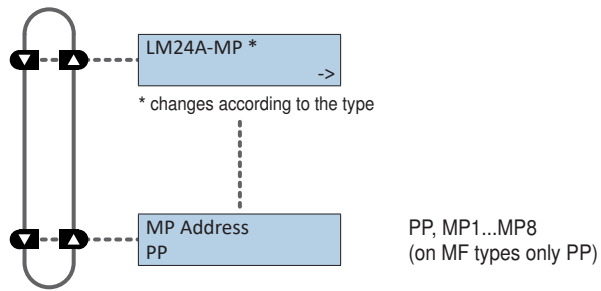 LM24A-MP *
->
* changes according to the type
MP Address
PP
PP, MP1...MP8
(on MF types only PP)